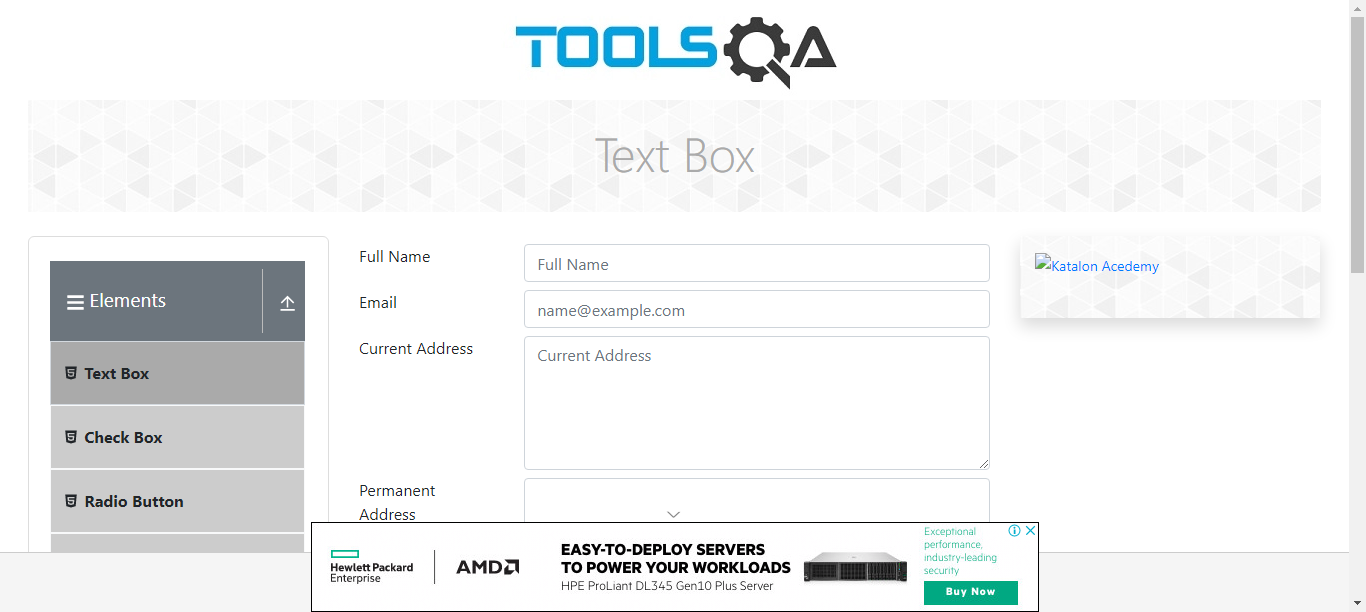 TOOLSQA
Text Box
Elements
Text Box
Check Box
Radio Button
Full Name
Full Name
Email
name@example.com
Current Address
Current Address
Permanent
Address
Katalon Acedemy
Hewlett Packard
Enterprise
AMD
EASY-TO-DEPLOY SERVERS
TO POWER YOUR WORKLOADS
HPE ProLiant DL345 Gen10 Plus Server
Exceptional
performance,
industry-leading
security
Buy Now